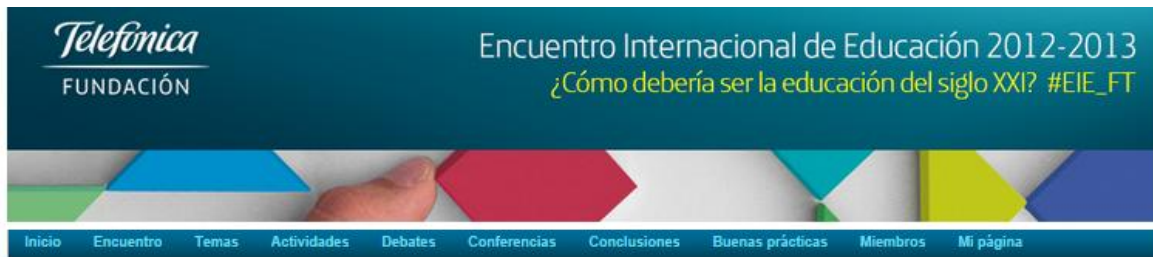 Telefónica
FUNDACIÓN
Encuentro Internacional de Educación 2012-2013
¿Cómo debería ser la educación del siglo XXI? #EIE_FT
Inicio Encuentro Temas Actividades Debates Conferencias Conclusiones Buenas prácticas Miembros Mi página